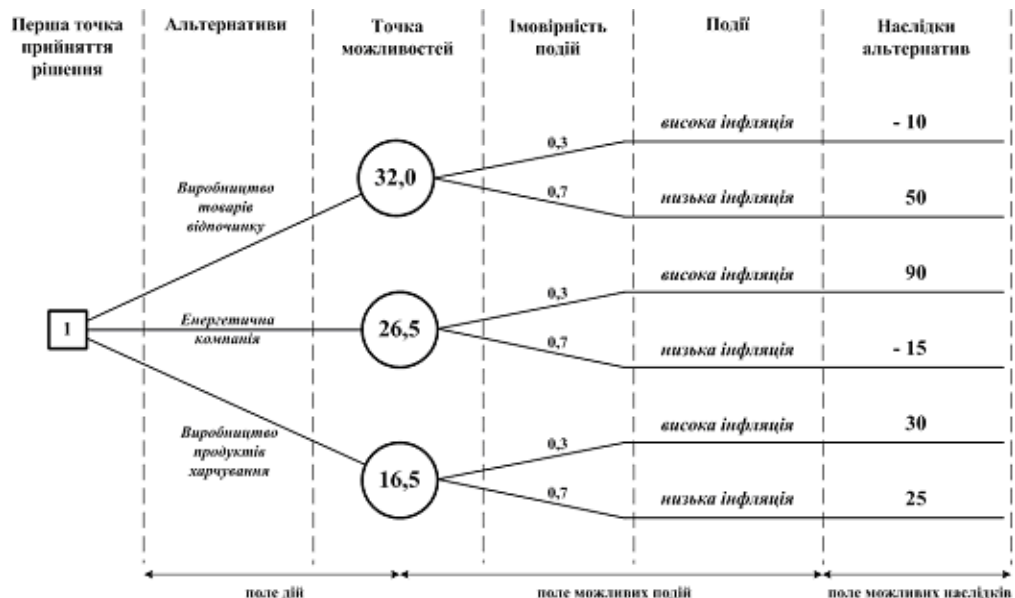 Перша точка
прийняття
рішення
Альтернативи
Точка
можливостей
Імовірність
подій
Події
Наслідки
альтернатив
1
Виробництво
товарів
відпочинку
32,0
0,3
висока інфляція
- 10
0,7
низька інфляція
50
Енергетична
компанія
26,5
0,3
висока інфляція
90
0,7
низька інфляція
- 15
Виробництво
продуктів
харчування
16,5
0,3
висока інфляція
30
0,7
низька інфляція
25
поле дій
поле можливих подій
поле можливих наслідків